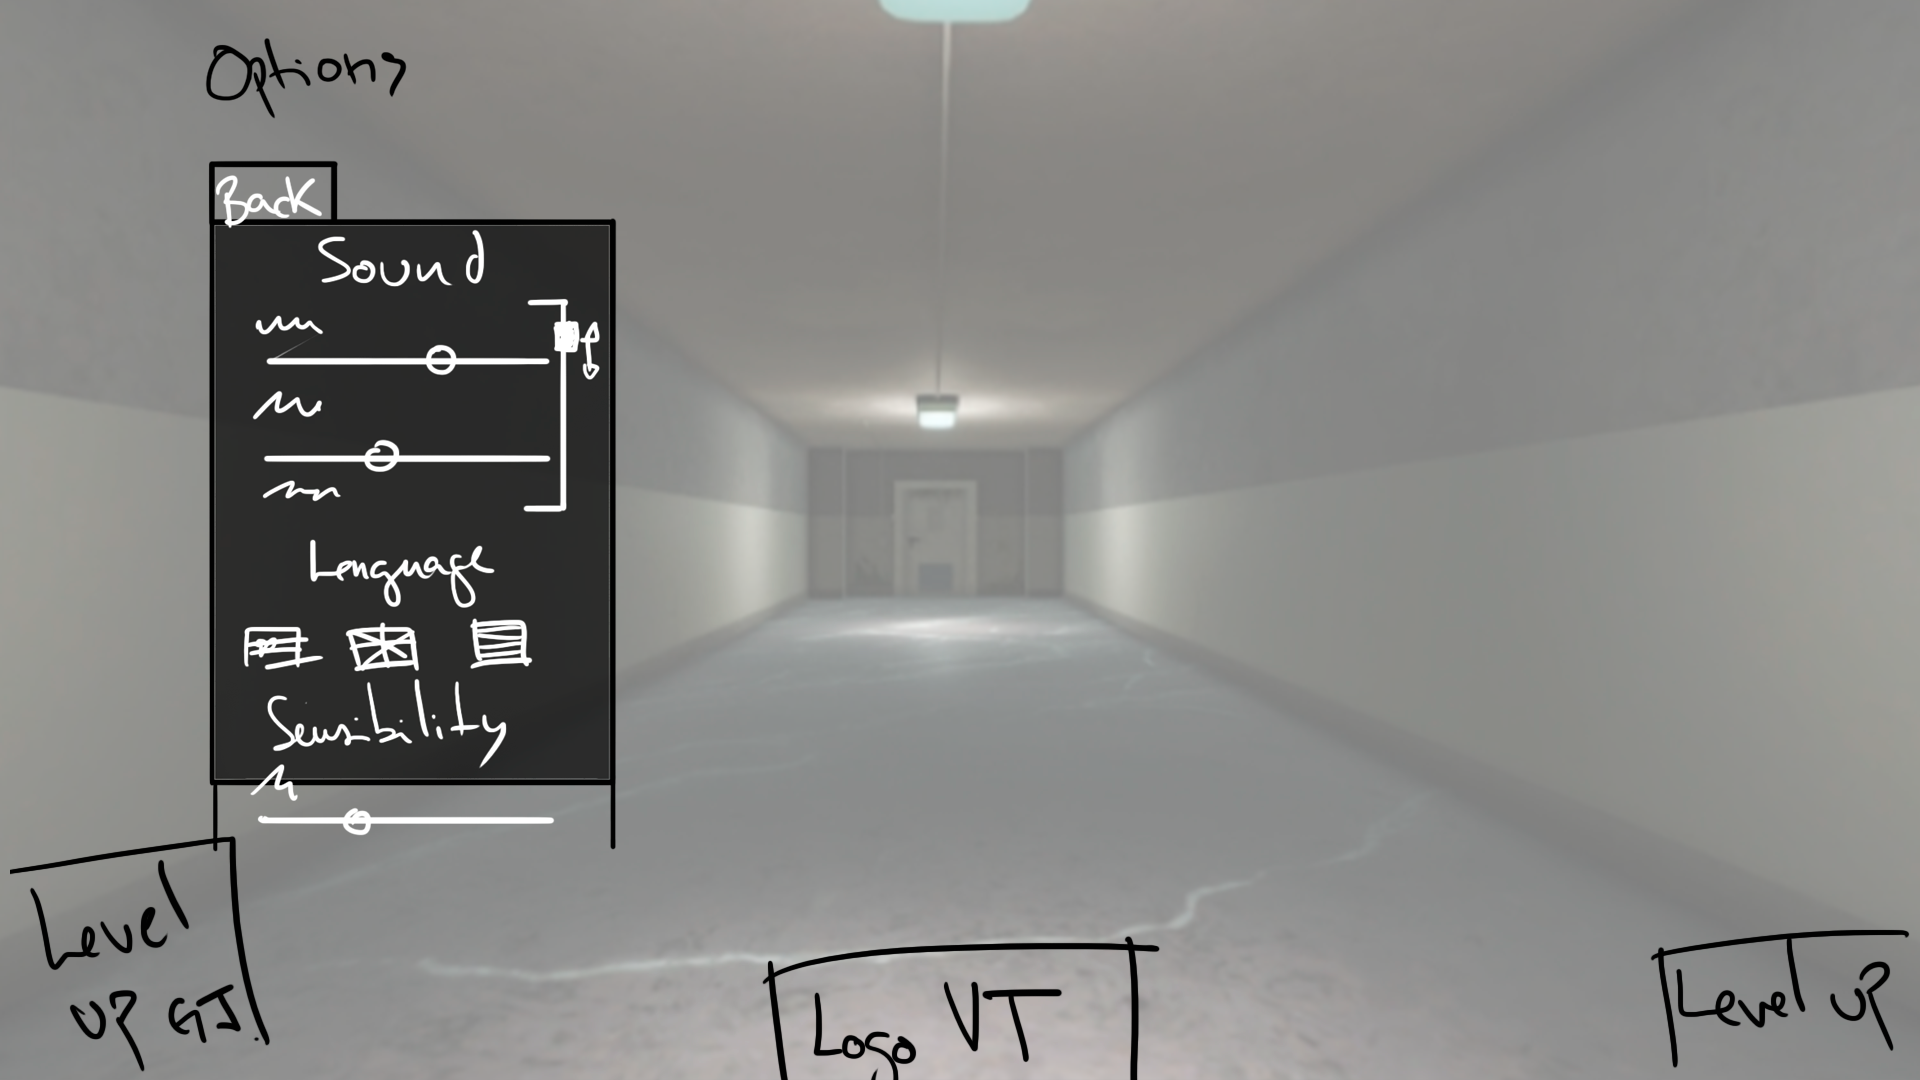 Options
Back
Sound
Lenguage
Sensibility
Level
UP GJ
Logo VT
Level UP